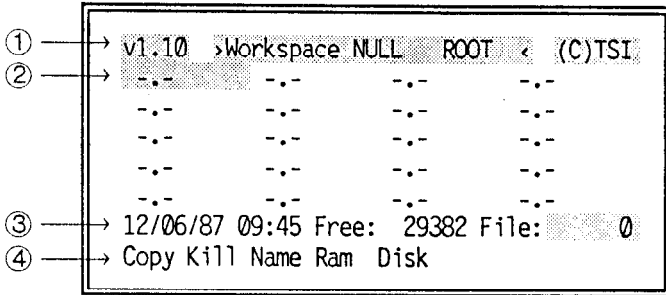 ① → v1.10 >Workspace NULL ROOT < (C)TSI
② → -.- -.- -.- -.-
-.- -.- -.- -.-
-.- -.- -.- -.-
-.- -.- -.- -.-
-.- -.- -.- -.-
③ → 12/06/87 09:45 Free: 29382 File: 0
④ → Copy Kill Name Ram Disk